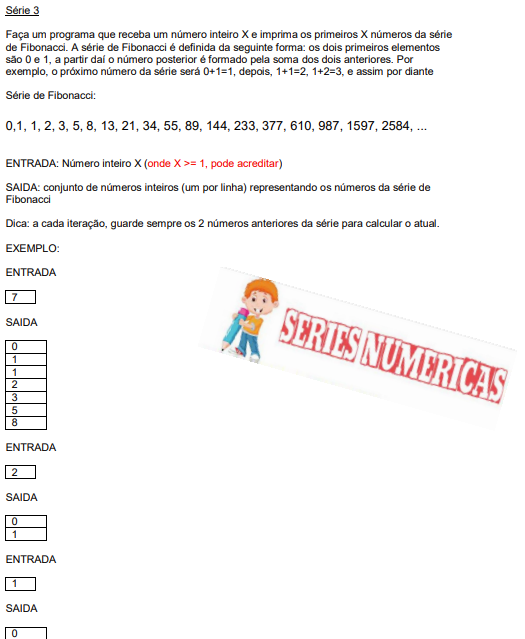 Série 3
Faça um programa que receba um número inteiro X e imprima os primeiros X números da série
de Fibonacci. A série de Fibonacci é definida da seguinte forma: os dois primeiros elementos
são 0 e 1, a partir daí o número posterior é formado pela soma dos dois anteriores. Por
exemplo, o próximo número da série será 0+1=1, depois, 1+1=2, 1+2=3, e assim por diante
Série de Fibonacci:
0,1, 1, 2, 3, 5, 8, 13, 21, 34, 55, 89, 144, 233, 377, 610, 987, 1597, 2584, ...
ENTRADA: Número inteiro X (onde X >= 1, pode acreditar)
SAIDA: conjunto de números inteiros (um por linha) representando os números da série de
Fibonacci
Dica: a cada iteração, guarde sempre os 2 números anteriores da série para calcular o atual.
EXEMPLO:
ENTRADA
7
SAIDA
0
1
1
2
3
5
8
SERIES NUMERICAS
ENTRADA
2
SAIDA
0
1
ENTRADA
1
SAIDA
0